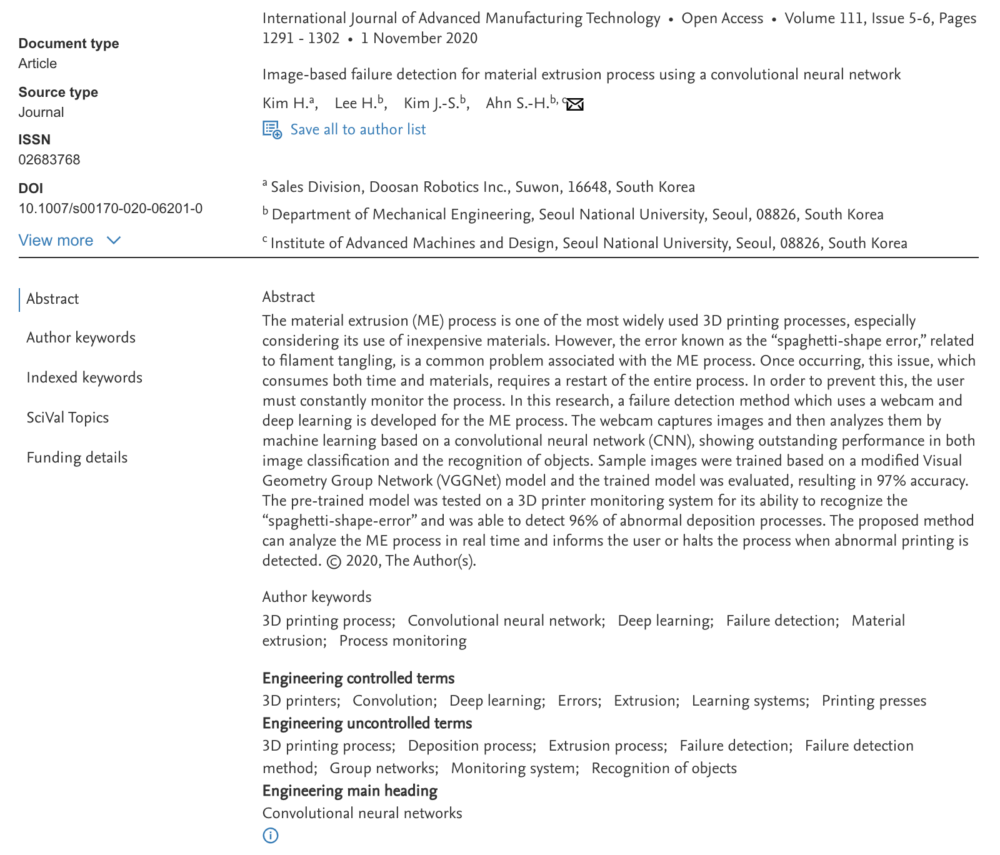 International Journal of Advanced Manufacturing Technology • Open Access • Volume 111, Issue 5-6, Pages
1291 - 1302 • 1 November 2020
Document type
Article
Source type
Journal
ISSN
02683768
DOI
10.1007/s00170-020-06201-0
View more
Image-based failure detection for material extrusion process using a convolutional neural network
Kim H.a, Lee H.b, Kim J.-S.b, Ahn S.-H.b, c
Save all to author list
a Sales Division, Doosan Robotics Inc., Suwon, 16648, South Korea
b Department of Mechanical Engineering, Seoul National University, Seoul, 08826, South Korea
c Institute of Advanced Machines and Design, Seoul National University, Seoul, 08826, South Korea
Abstract
Author keywords
Indexed keywords
SciVal Topics
Funding details
Abstract
The material extrusion (ME) process is one of the most widely used 3D printing processes, especially
considering its use of inexpensive materials. However, the error known as the “spaghetti-shape error,” related
to filament tangling, is a common problem associated with the ME process. Once occurring, this issue, which
consumes both time and materials, requires a restart of the entire process. In order to prevent this, the user
must constantly monitor the process. In this research, a failure detection method which uses a webcam and
deep learning is developed for the ME process. The webcam captures images and then analyzes them by
machine learning based on a convolutional neural network (CNN), showing outstanding performance in both
image classification and the recognition of objects. Sample images were trained based on a modified Visual
Geometry Group Network (VGGNet) model and the trained model was evaluated, resulting in 97% accuracy.
The pre-trained model was tested on a 3D printer monitoring system for its ability to recognize the
“spaghetti-shape-error” and was able to detect 96% of abnormal deposition processes. The proposed method
can analyze the ME process in real time and informs the user or halts the process when abnormal printing is
detected. © 2020, The Author(s).
Author keywords
3D printing process; Convolutional neural network; Deep learning; Failure detection; Material
extrusion; Process monitoring
Engineering controlled terms
3D printers; Convolution; Deep learning; Errors; Extrusion; Learning systems; Printing presses
Engineering uncontrolled terms
3D printing process; Deposition process; Extrusion process; Failure detection; Failure detection
method; Group networks; Monitoring system; Recognition of objects
Engineering main heading
Convolutional neural networks